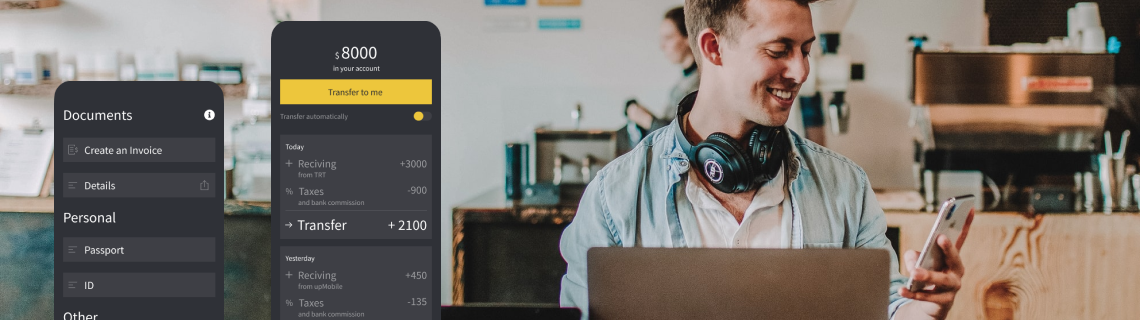 Documents
Create an Invoice
Details
Personal
Passport
ID
Other
$ 8000
in your account
Transfer to me
Transfer automatically
Today
+ Reciving +3000
from TRT
% Taxes -900
and bank commission
→ Transfer + 2100
Yesterday
+ Reciving +450
from upMobile
% Taxes -135
and bank commission